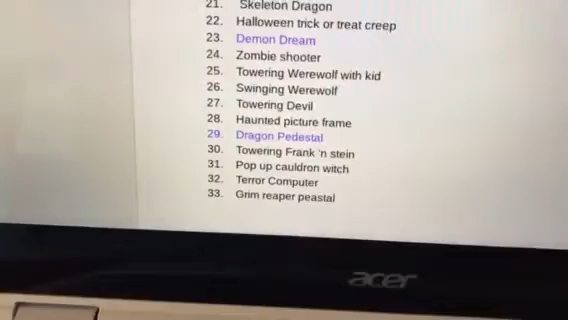 21. Skeleton Dragon
22. Halloween trick or treat creep
23. Demon Dream
24. Zombie shooter
25. Towering Werewolf with kid
26. Swinging Werewolf
27. Towering Devil
28. Haunted picture frame
29. Dragon Pedestal
30. Towering Frank 'n stein
31. Pop up cauldron witch
32. Terror Computer
33. Grim reaper peastal
acer